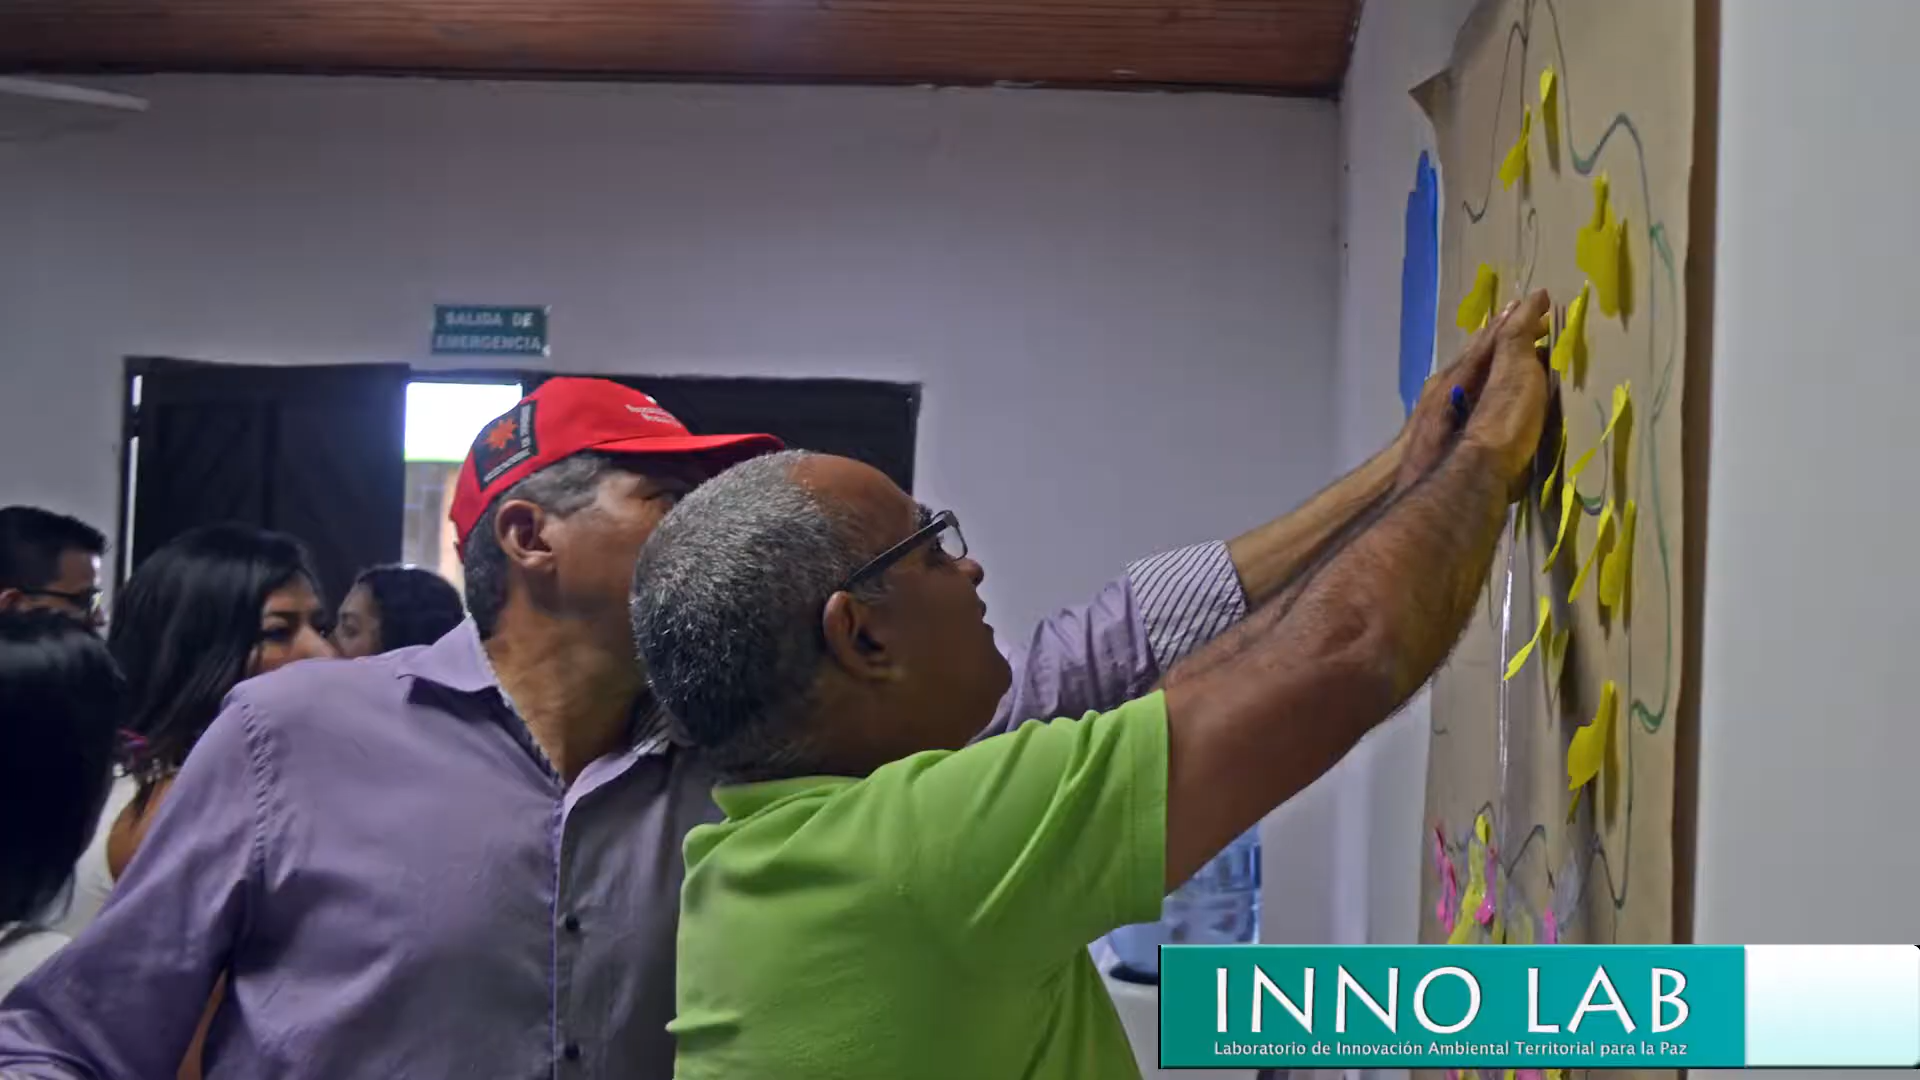 SALIDA DE
EMERGENCIA
INNO LAB
Laboratorio de Innovación Ambiental Territorial para la Paz